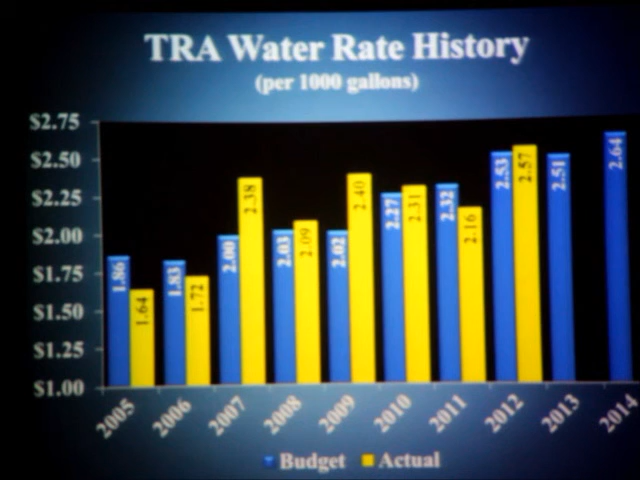 TRA Water Rate History
(per 1000 gallons)
$2.75
$2.50
$2.25
$2.00
$1.75
$1.50
$1.25
$1.00
1.86 1.64 1.83 1.72 2.00 2.38 2.03 2.09 2.02 2.40 2.27 2.31 2.32 2.16 2.53 2.57 2.51 2.64
2005 2006 2007 2008 2009 2010 2011 2012 2013 2014
Budget Actual